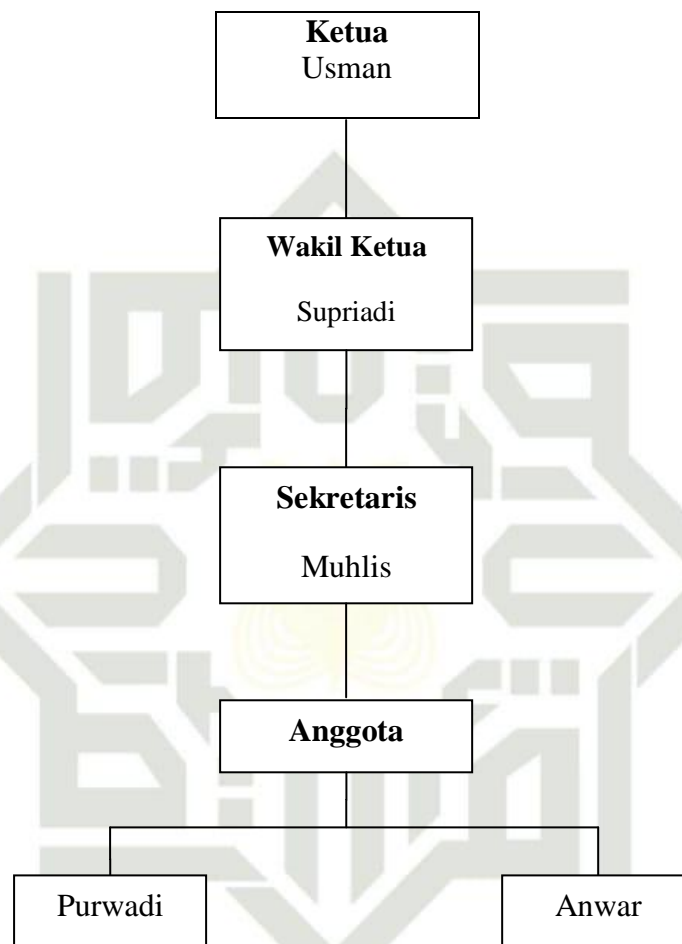 Ketua
Usman
Wakil Ketua
Supriadi
Sekretaris
Muhlis
Anggota
Purwadi
Anwar